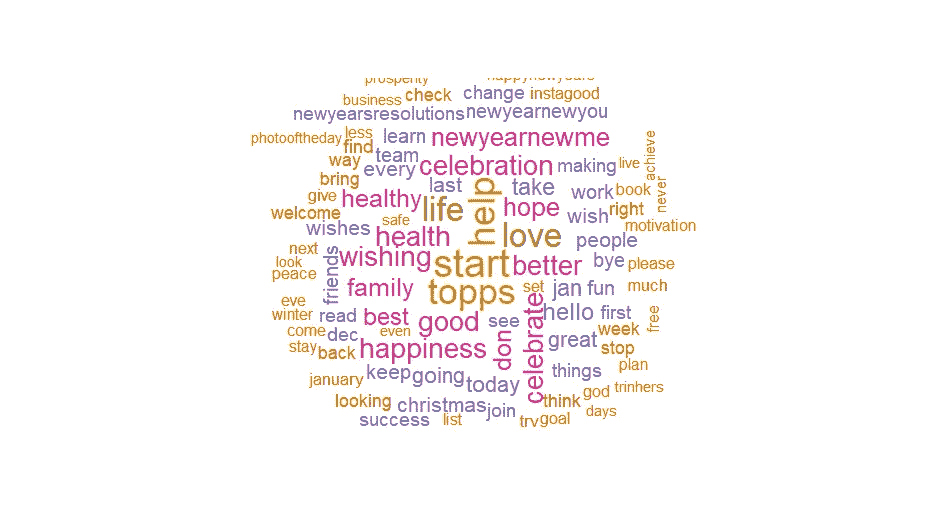 prosperity happynewyears
business check change instagood
newyearsresolutions newyearnewyou
photooftheday less learn newyearnewme
find team
way every celebration making live achieve
bring last help take work book never
give healthy life hope wish right
welcome safe motivation
wishes health love people
next wishing start better bye please
look friends
peace family topps set jan fun much
eve
winter read best good see celebrate hello first free
come dec even don great week
stay back happiness stop
january keep going today things plan
looking christmas join think god trinhers
success list try goal days